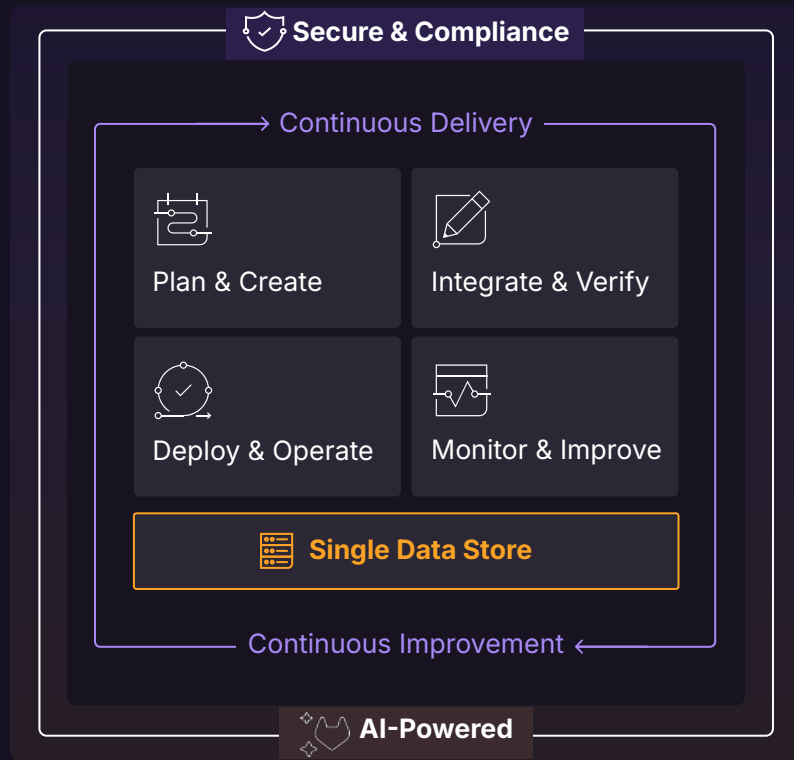 Secure & Compliance
Continuous Delivery
Plan & Create
Integrate & Verify
Deploy & Operate
Monitor & Improve
Single Data Store
Continuous Improvement
AI-Powered